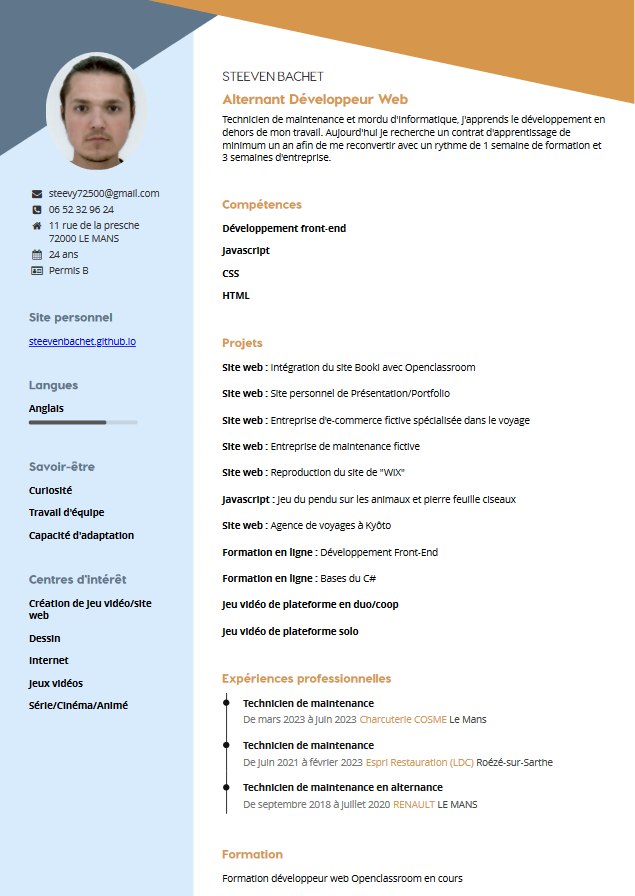 steevy72500@gmail.com
06 52 32 96 24
11 rue de la presche
72000 LE MANS
24 ans
Permis B
Site personnel
steevenbachet.github.io
Langues
Anglais
Savoir-être
Curiosité
Travail d'équipe
Capacité d'adaptation
Centres d'intérêt
Création de jeu vidéo/site
web
Dessin
Internet
Jeux vidéos
Série/Cinéma/Animé
STEEVEN BACHET
Alternant Développeur Web
Technicien de maintenance et mordu d'informatique, j'apprends le développement en
dehors de mon travail. Aujourd'hui je recherche un contrat d'apprentissage de
minimum un an afin de me reconvertir avec un rythme de 1 semaine de formation et
3 semaines d'entreprise.
Compétences
Développement front-end
Javascript
CSS
HTML
Projets
Site web : Intégration du site Booki avec Openclassroom
Site web : Site personnel de Présentation/Portfolio
Site web : Entreprise d'e-commerce fictive spécialisée dans le voyage
Site web : Entreprise de maintenance fictive
Site web : Reproduction du site de "WIX"
Javascript : Jeu du pendu sur les animaux et pierre feuille ciseaux
Site web : Agence de voyages à Kyôto
Formation en ligne : Développement Front-End
Formation en ligne : Bases du C#
Jeu vidéo de plateforme en duo/coop
Jeu vidéo de plateforme solo
Expériences professionnelles
Technicien de maintenance
De mars 2023 à juin 2023 Charcuterie COSME Le Mans
Technicien de maintenance
De juin 2021 à février 2023 Espri Restauration (LDC) Roézé-sur-Sarthe
Technicien de maintenance en alternance
De septembre 2018 à juillet 2020 RENAULT LE MANS
Formation
Formation développeur web Openclassroom en cours